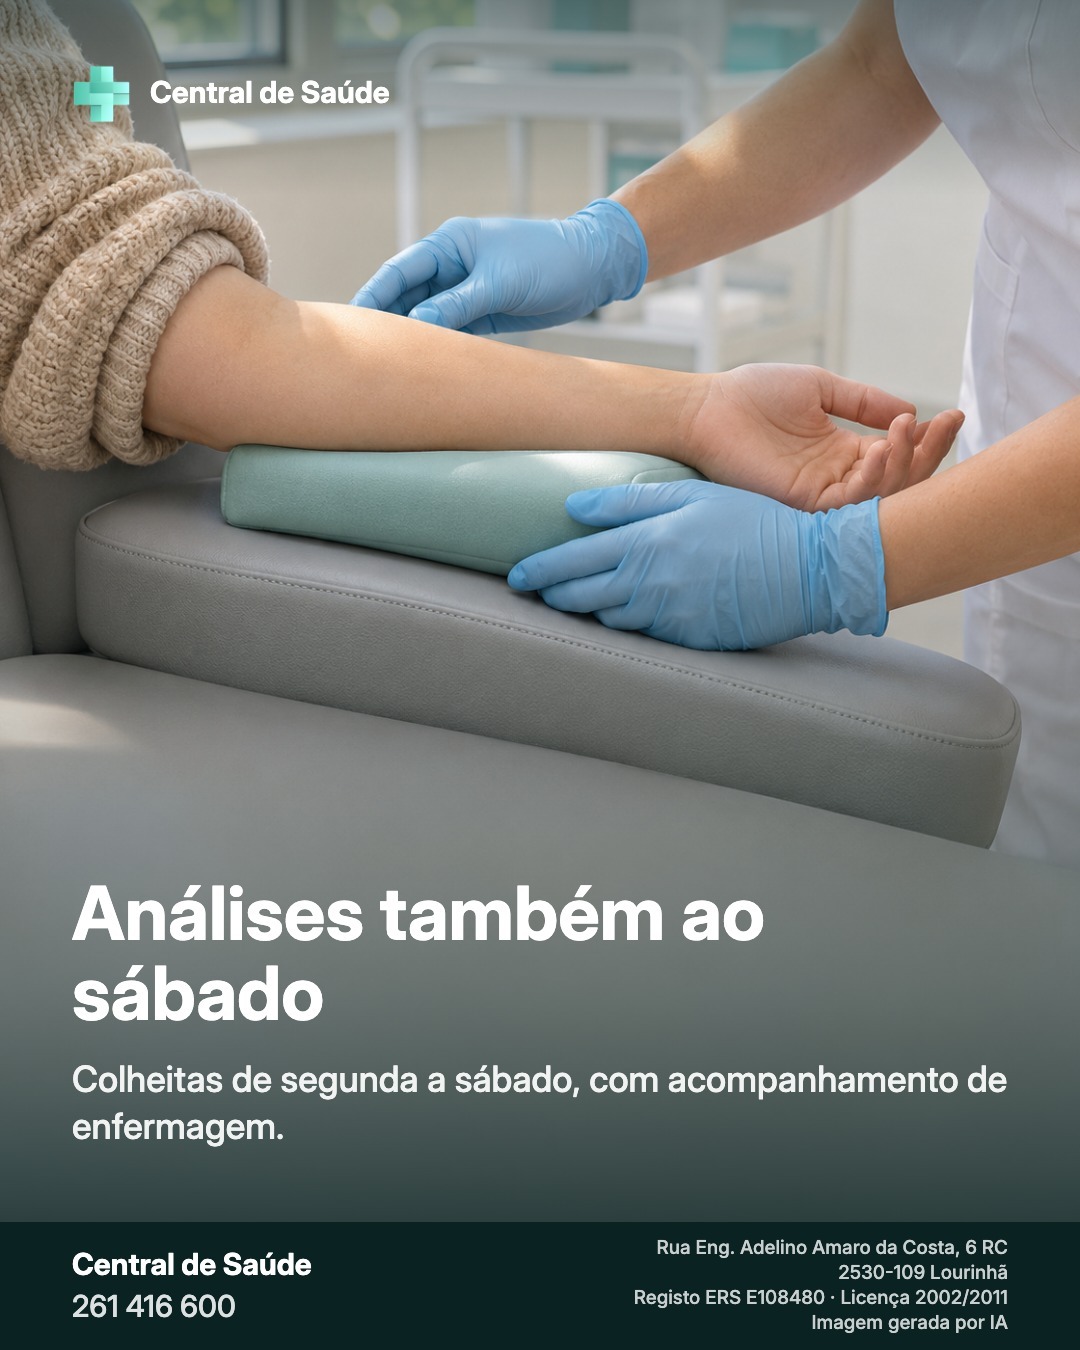 Central de Saúde
Análises também ao
sábado
Colheitas de segunda a sábado, com acompanhamento de
enfermagem.
Central de Saúde
261 416 600
Rua Eng. Adelino Amaro da Costa, 6 RC
2530-109 Lourinhã
Registo ERS E108480 · Licença 2002/2011
Imagem gerada por IA